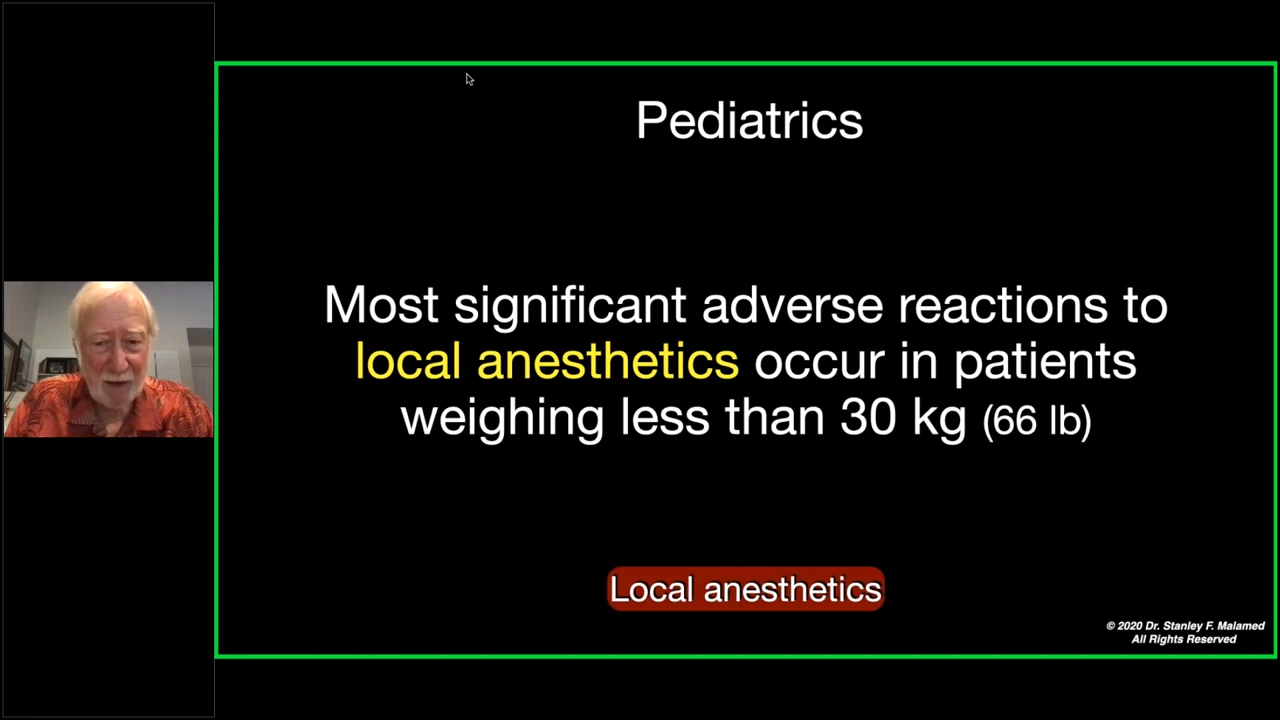 Pediatrics
Most significant adverse reactions to
local anesthetics occur in patients
weighing less than 30 kg (66 lb)
Local anesthetics
© 2020 Dr. Stanley F. Malamed
All Rights Reserved